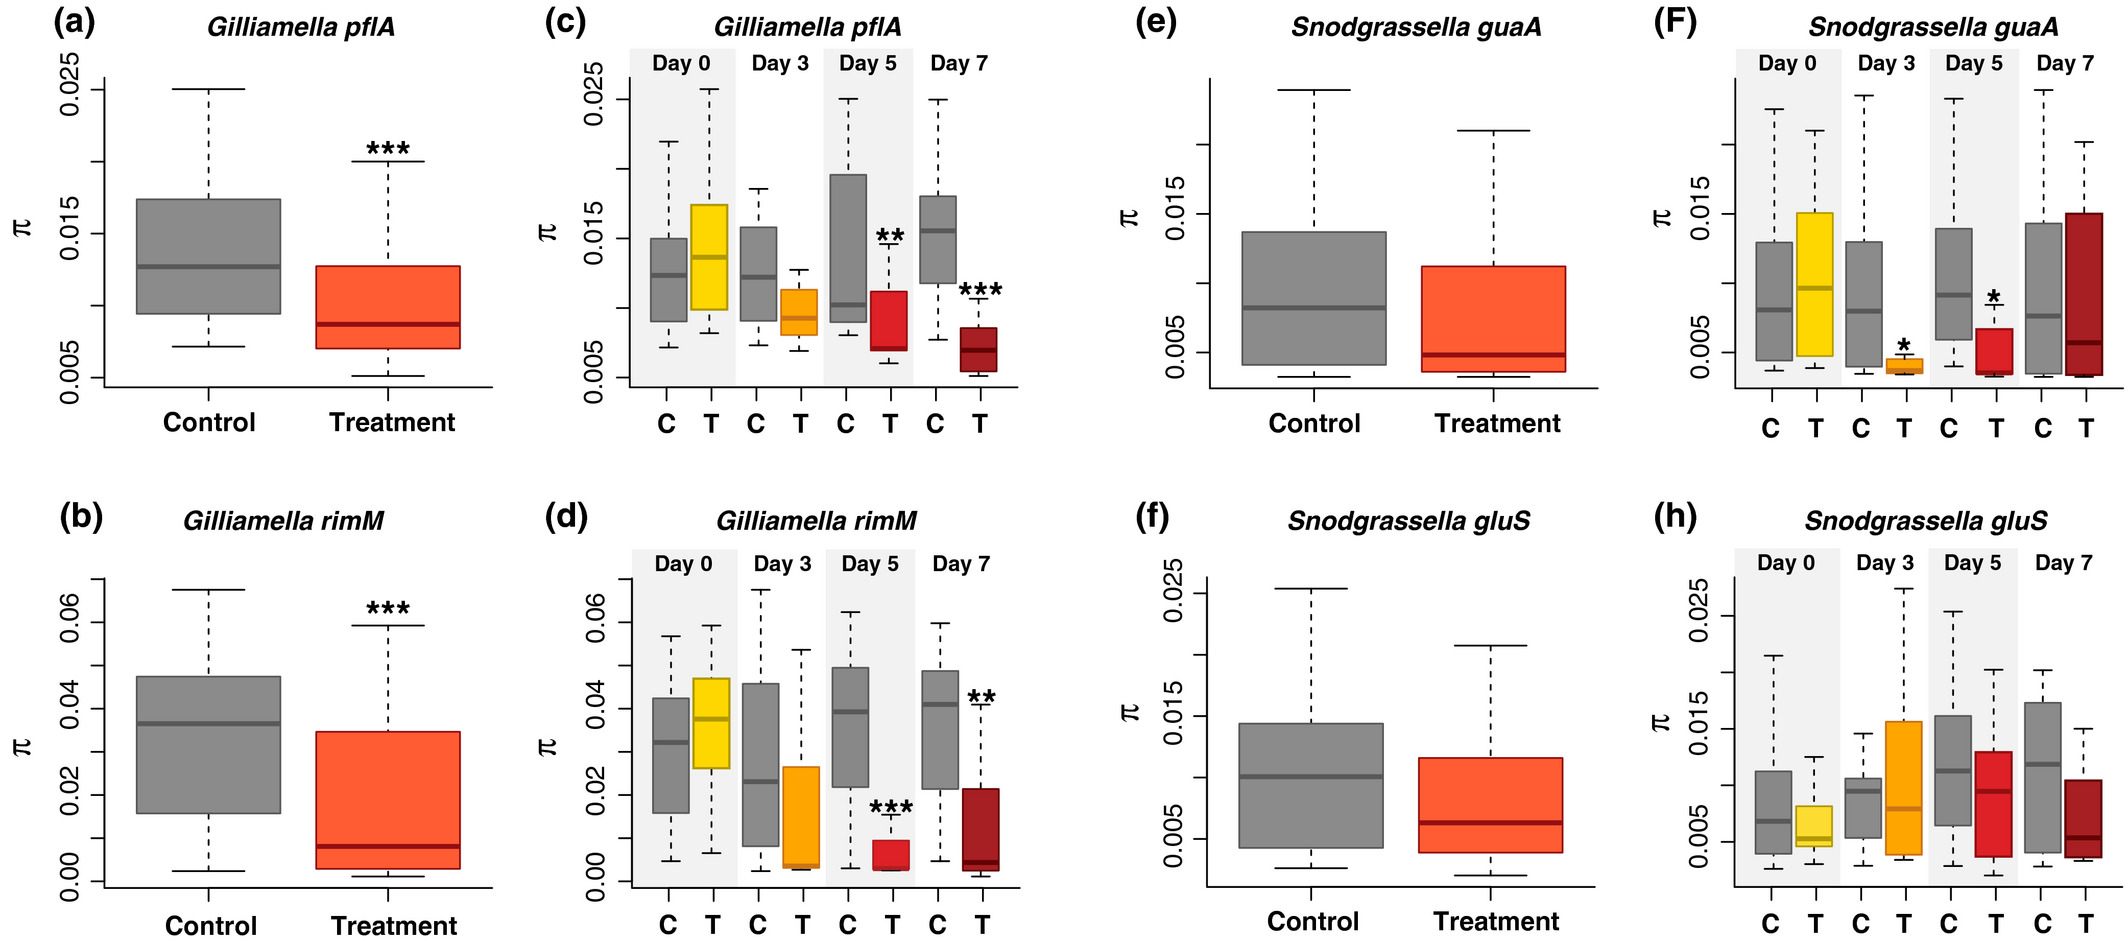 (a) Gilliamella pflA
π
0.005 0.015 0.025
***
Control Treatment
(c) Gilliamella pflA
Day 0 Day 3 Day 5 Day 7
π
0.005 0.015 0.025
** ***
C T C T C T C T
(e) Snodgrassella guaA
π
0.005 0.015
Control Treatment
(F) Snodgrassella guaA
Day 0 Day 3 Day 5 Day 7
π
0.005 0.015
* *
C T C T C T C T
(b) Gilliamella rimM
π
0.00 0.02 0.04 0.06
***
Control Treatment
(d) Gilliamella rimM
Day 0 Day 3 Day 5 Day 7
π
0.00 0.02 0.04 0.06
*** **
C T C T C T C T
(f) Snodgrassella gluS
π
0.005 0.015 0.025
Control Treatment
(h) Snodgrassella gluS
Day 0 Day 3 Day 5 Day 7
π
0.005 0.015 0.025
C T C T C T C T